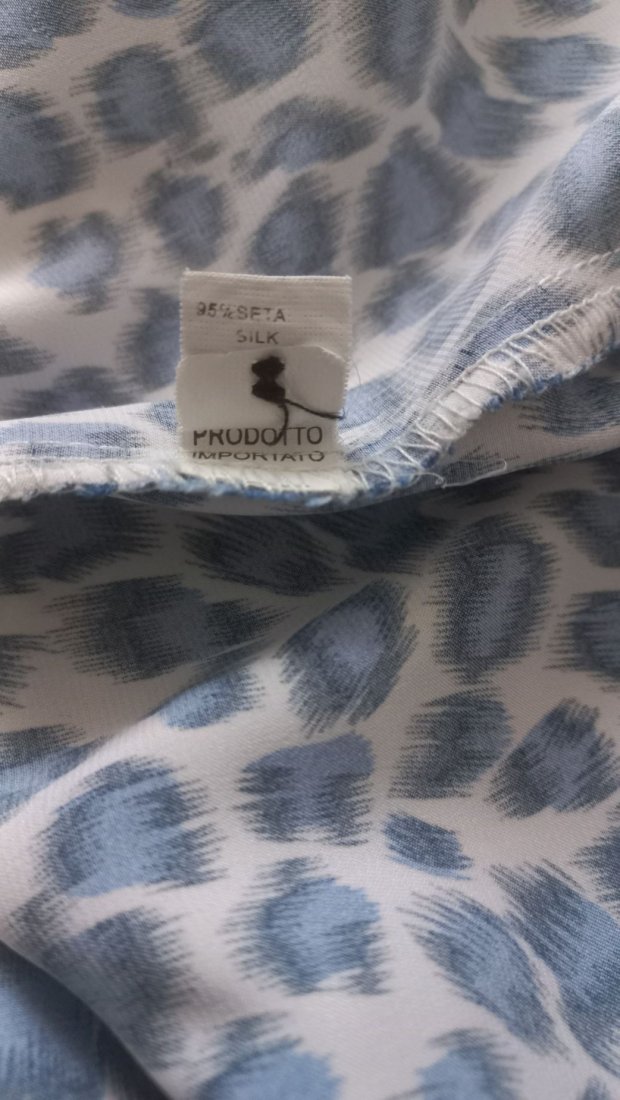 95% SETA
SILK
PRODOTTO
IMPORTATO